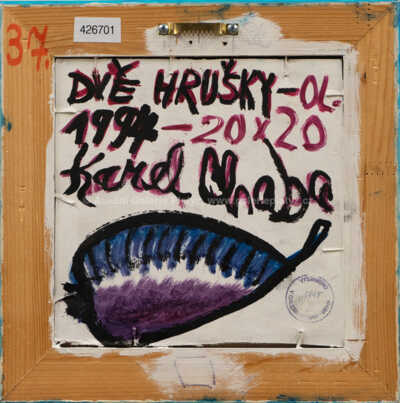 426701
37.
DVĚ HRUŠKY-OL.
1994-20x20
Karel Chaba